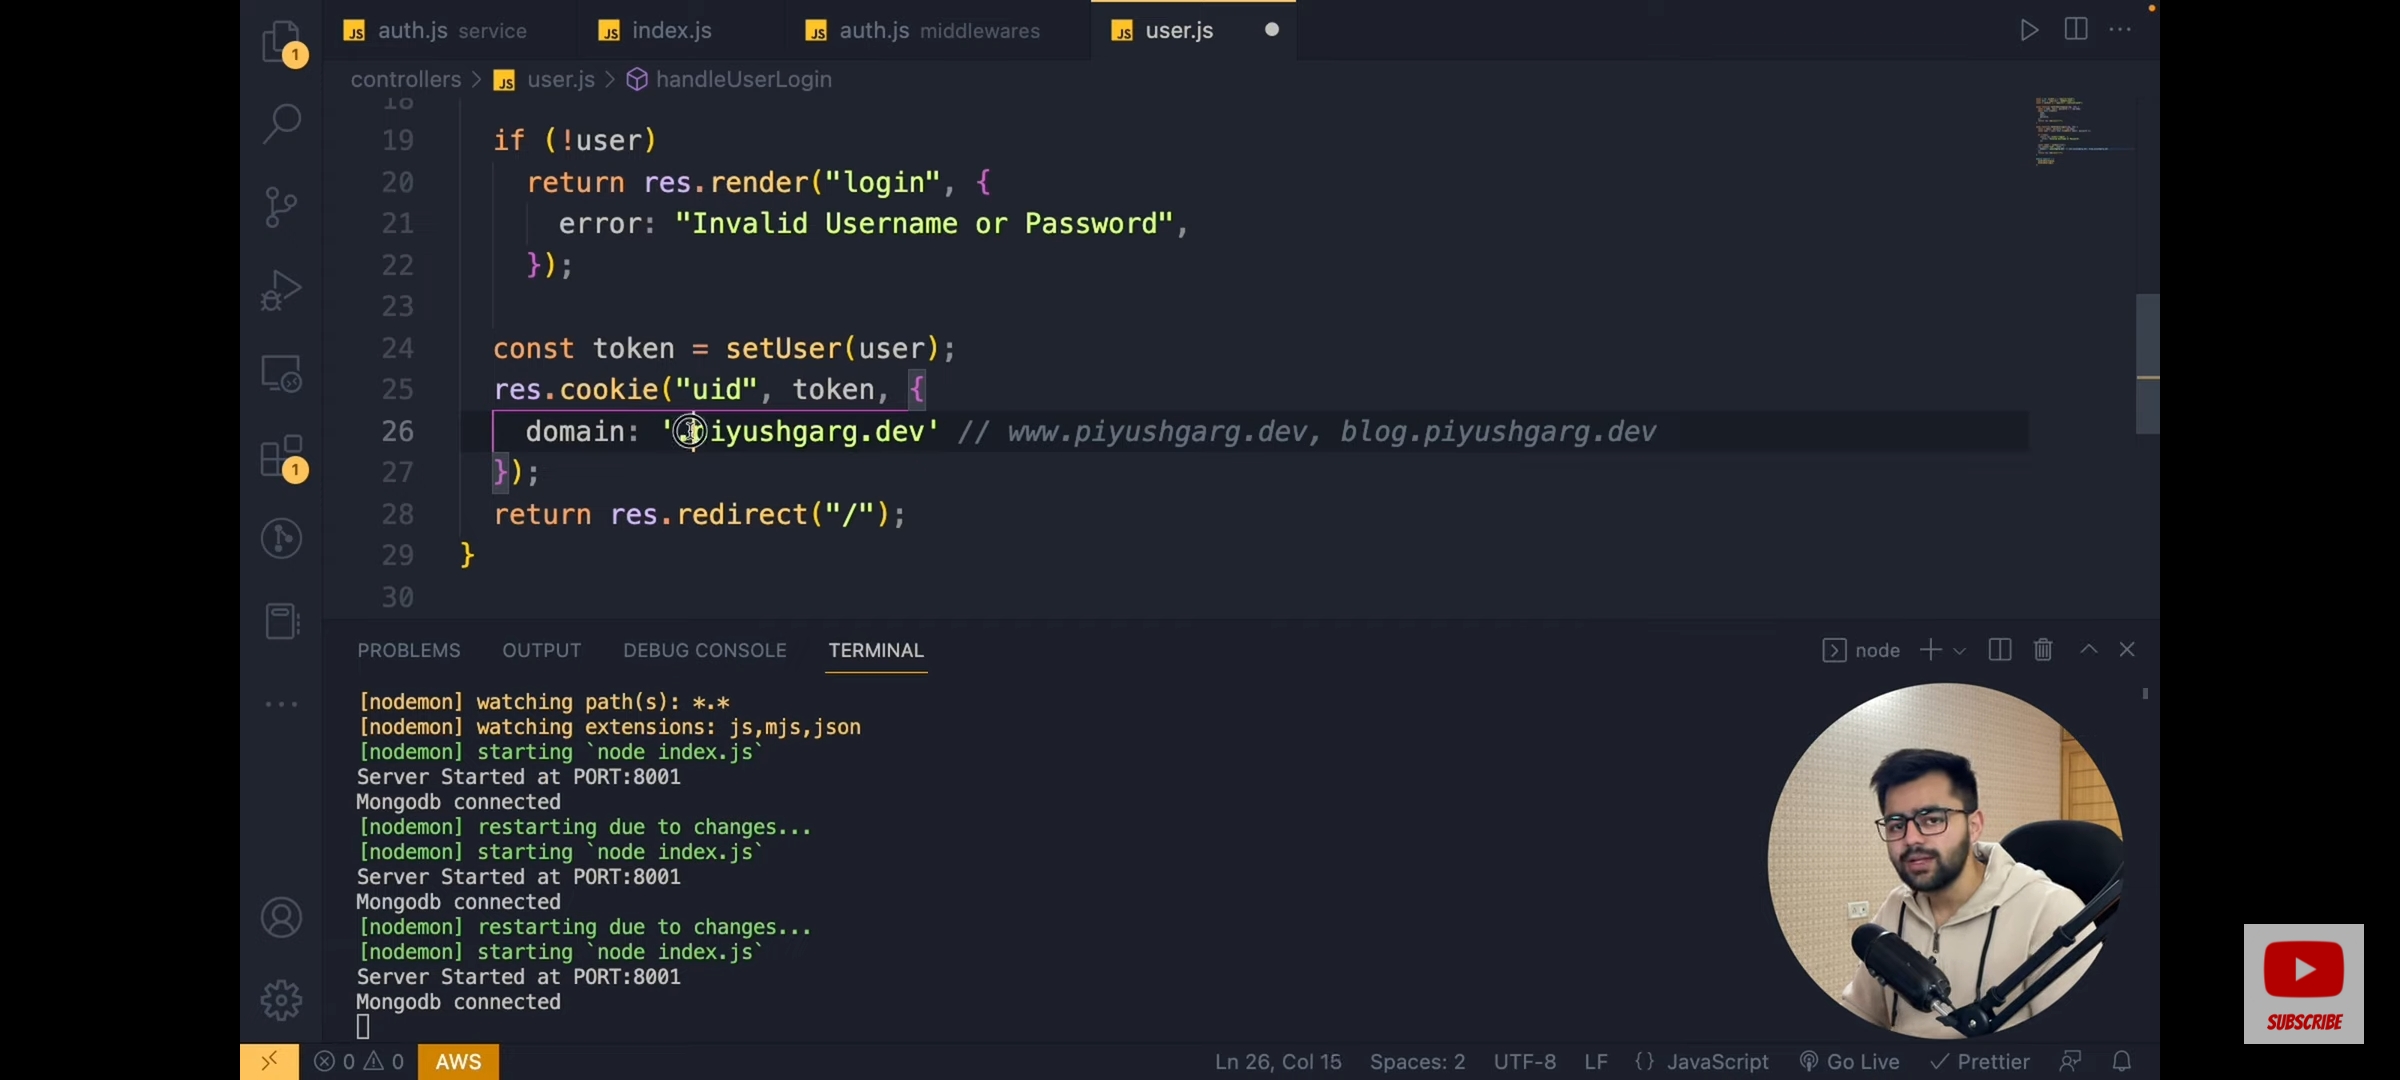 1
JS auth.js service
JS index.js
JS auth.js middlewares
JS user.js
controllers > JS user.js > handleUserLogin
18
19 if (!user)
20 return res.render("login", {
21 error: "Invalid Username or Password",
22 });
23
24 const token = setUser(user);
25 res.cookie("uid", token, {
26 domain: '.piyushgarg.dev' // www.piyushgarg.dev, blog.piyushgarg.dev
27 });
28 return res.redirect("/");
29 }
30
1
PROBLEMS OUTPUT DEBUG CONSOLE TERMINAL node
[nodemon] watching path(s): *.*
[nodemon] watching extensions: js,mjs,json
[nodemon] starting `node index.js`
Server Started at PORT:8001
Mongodb connected
[nodemon] restarting due to changes...
[nodemon] starting `node index.js`
Server Started at PORT:8001
Mongodb connected
[nodemon] restarting due to changes...
[nodemon] starting `node index.js`
Server Started at PORT:8001
Mongodb connected
SUBSCRIBE
0 0 AWS Ln 26, Col 15 Spaces: 2 UTF-8 LF {} JavaScript Go Live Prettier